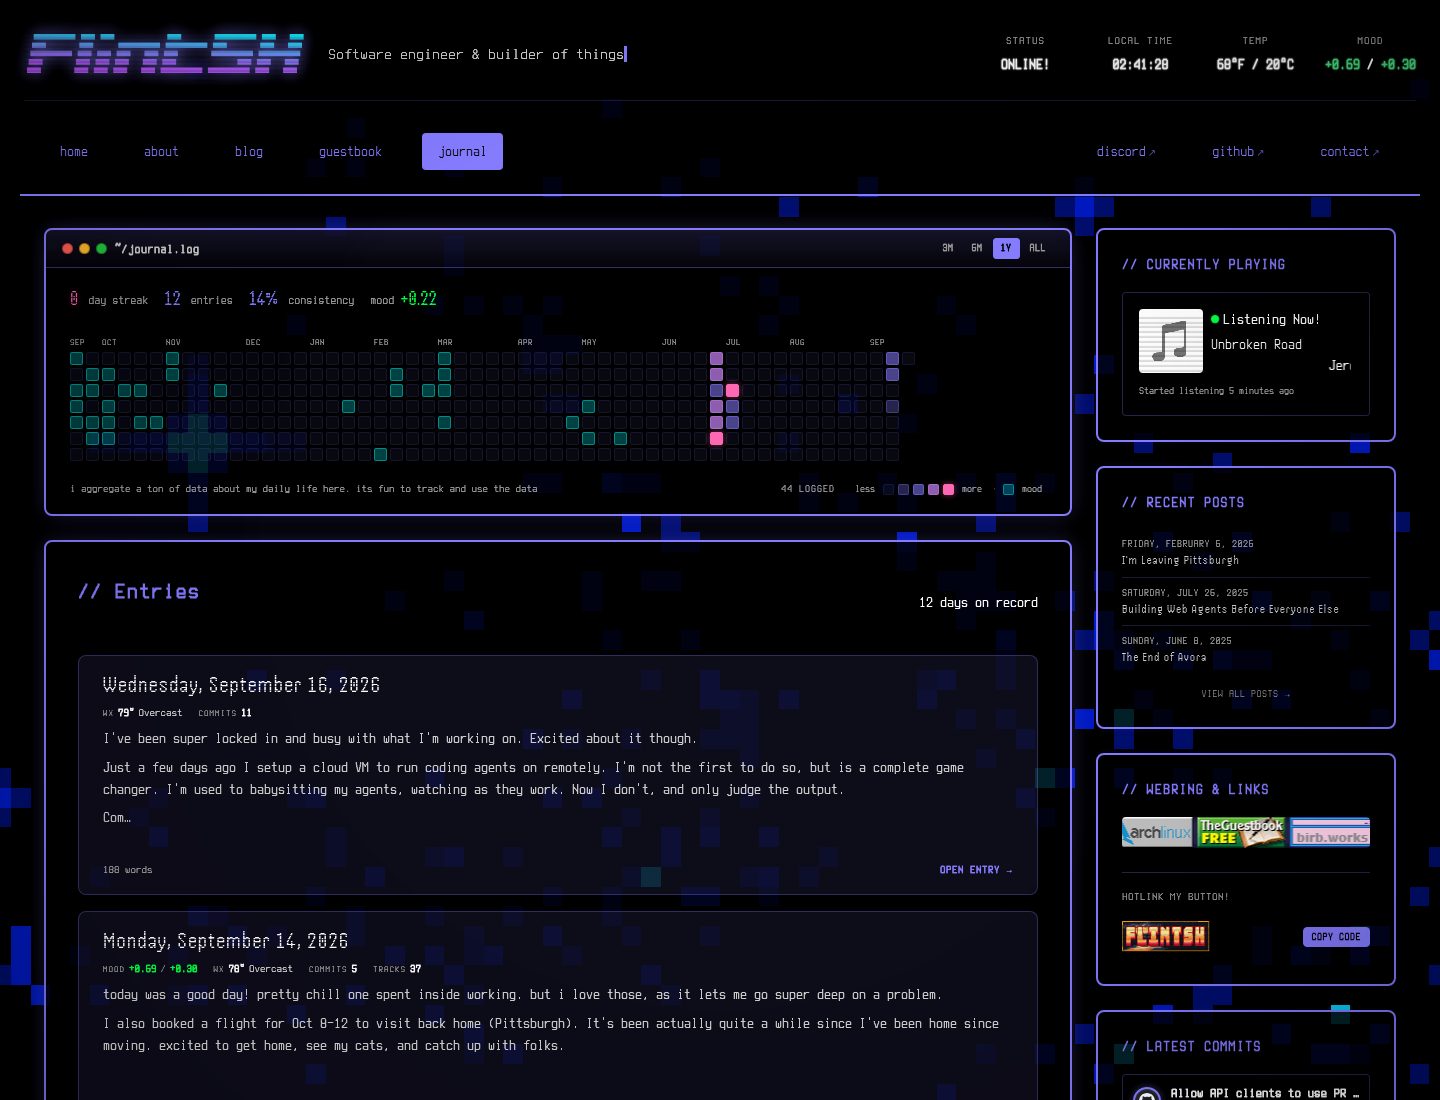 FlintSH
Software engineer & builder of things
STATUS
ONLINE!
LOCAL TIME
02:41:28
TEMP
68°F / 20°C
MOOD
+0.69 / +0.30
home
about
blog
guestbook
journal
discord↗
github↗
contact↗
~/journal.log
3M 6M 1Y ALL
0 day streak 12 entries 14% consistency mood +0.22
SEP OCT NOV DEC JAN FEB MAR APR MAY JUN JUL AUG SEP
i aggregate a ton of data about my daily life here. its fun to track and use the data
44 LOGGED less more · mood
// Entries
12 days on record
Wednesday, September 16, 2026
WX 79° Overcast COMMITS 11
I've been super locked in and busy with what I'm working on. Excited about it though.
Just a few days ago I setup a cloud VM to run coding agents on remotely. I'm not the first to do so, but is a complete game
changer. I'm used to babysitting my agents, watching as they work. Now I don't, and only judge the output.
Com…
188 words
OPEN ENTRY →
Monday, September 14, 2026
MOOD +0.69 / +0.30 WX 78° Overcast COMMITS 5 TRACKS 37
today was a good day! pretty chill one spent inside working. but i love those, as it lets me go super deep on a problem.
I also booked a flight for Oct 8-12 to visit back home (Pittsburgh). It's been actually quite a while since I've been home since
moving. excited to get home, see my cats, and catch up with folks.
// CURRENTLY PLAYING
Listening Now!
Unbroken Road
Started listening 5 minutes ago
// RECENT POSTS
FRIDAY, FEBRUARY 6, 2026
I'm Leaving Pittsburgh
SATURDAY, JULY 26, 2025
Building Web Agents Before Everyone Else
SUNDAY, JUNE 8, 2025
The End of Avora
VIEW ALL POSTS →
// WEBRING & LINKS
archlinux
TheGuestbook
FREE
birb.works
HOTLINK MY BUTTON!
FLINTSH
COPY CODE
// LATEST COMMITS
Allow API clients to use PR …